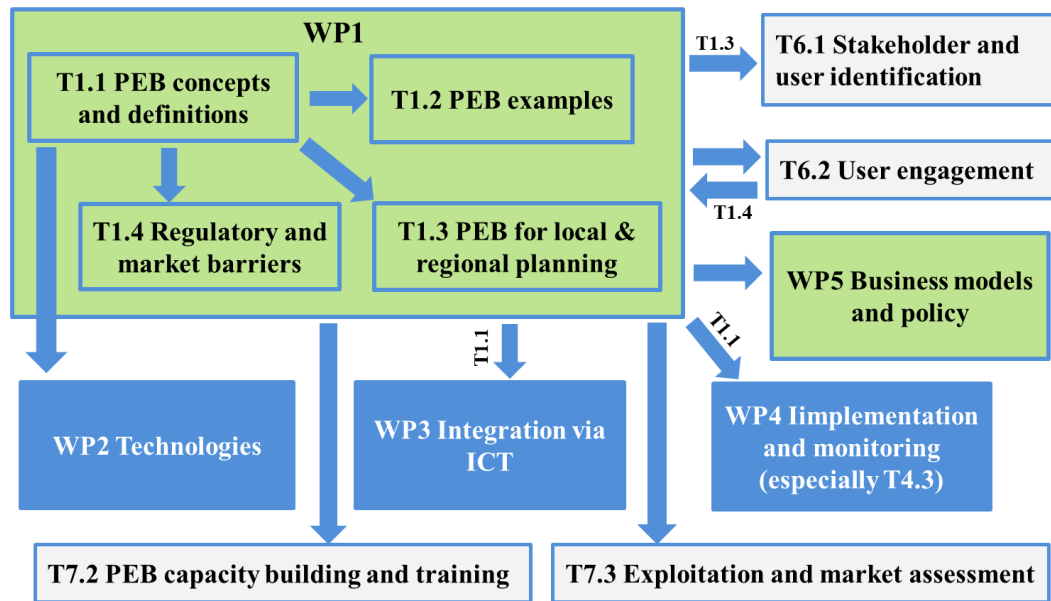 WP1
T1.1 PEB concepts
and definitions
T1.2 PEB examples
T1.4 Regulatory and
market barriers
T1.3 PEB for local &
regional planning
T1.3
T6.1 Stakeholder and
user identification
T6.2 User engagement
T1.4
WP5 Business models
and policy
T1.1
T1.1
WP2 Technologies
WP3 Integration via
ICT
WP4 Iimplementation
and monitoring
(especially T4.3)
T7.2 PEB capacity building and training
T7.3 Exploitation and market assessment